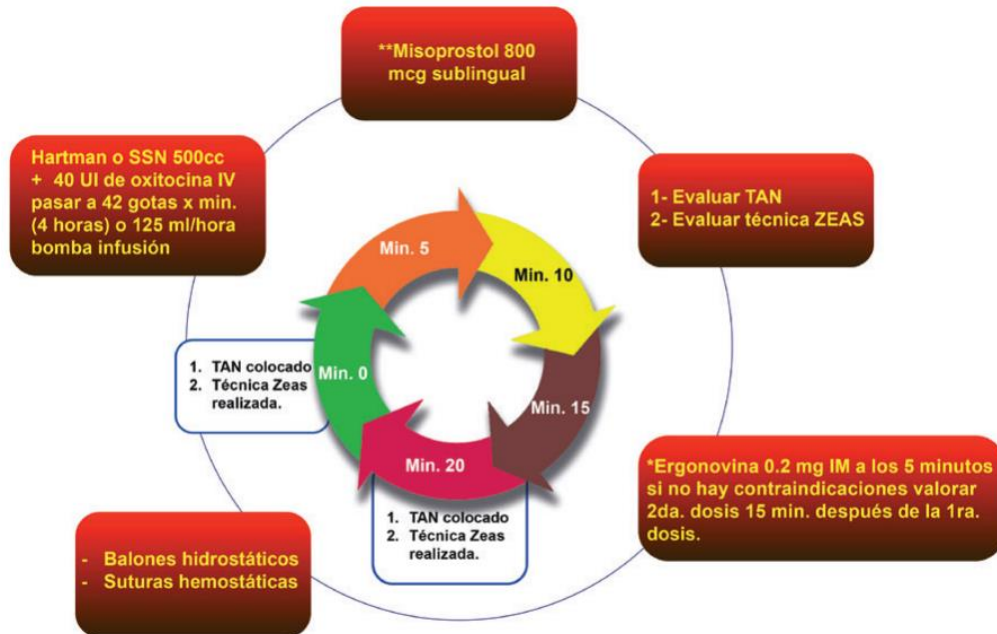 **Misoprostol 800
mcg sublingual
Hartman o SSN 500cc
+ 40 UI de oxitocina IV
pasar a 42 gotas x min.
(4 horas) o 125 ml/hora
bomba infusión
1- Evaluar TAN
2- Evaluar técnica ZEAS
Min. 5
Min. 10
Min. 0
Min. 15
Min. 20
1. TAN colocado
2. Técnica Zeas
realizada.
*Ergonovina 0.2 mg IM a los 5 minutos
si no hay contraindicaciones valorar
2da. dosis 15 min. después de la 1ra.
dosis.
1. TAN colocado
2. Técnica Zeas
realizada.
- Balones hidrostáticos
- Suturas hemostáticas